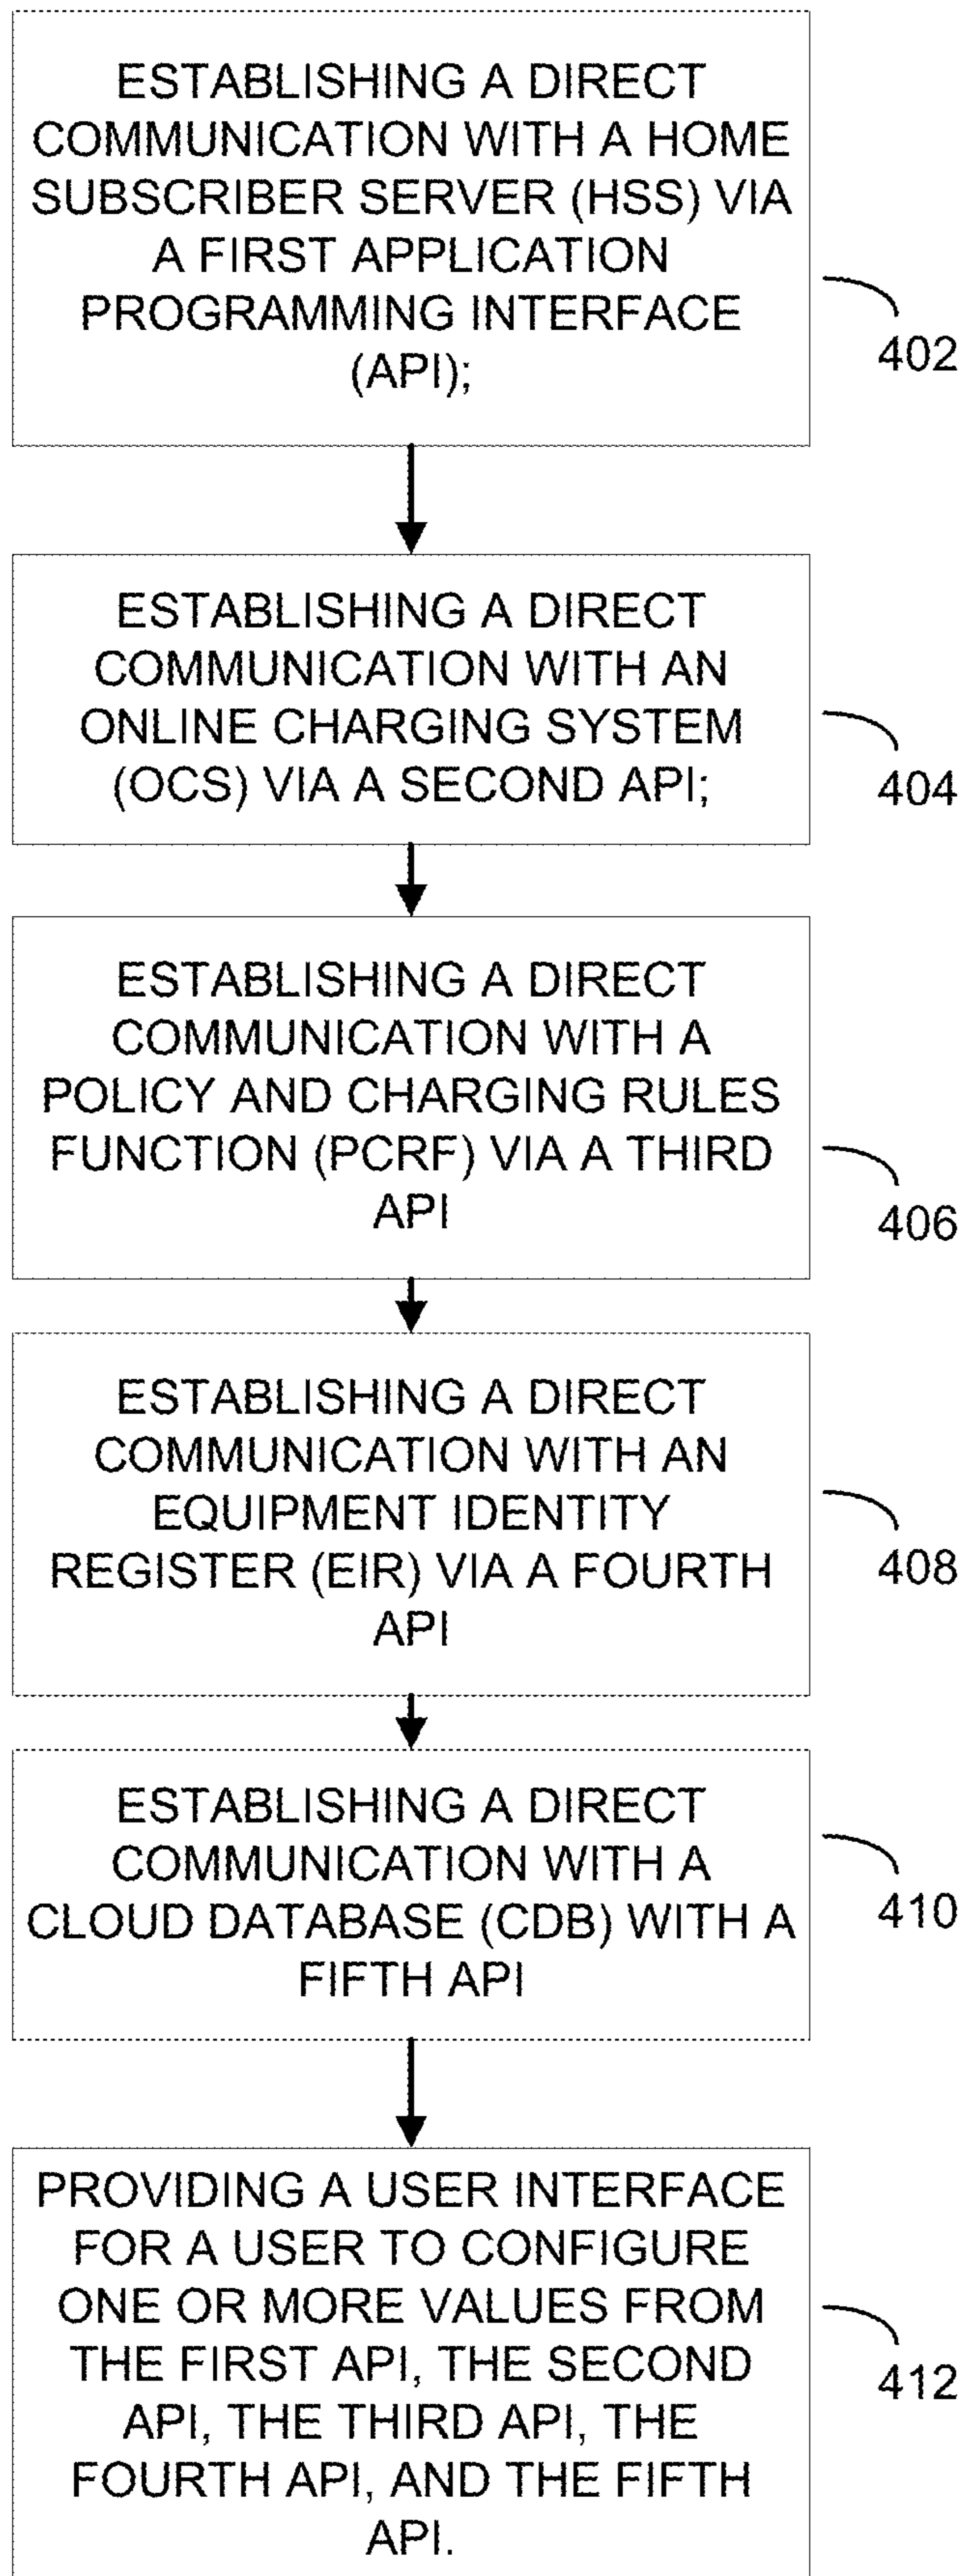 ESTABLISHING A DIRECT
COMMUNICATION WITH A HOME
SUBSCRIBER SERVER (HSS) VIA
A FIRST APPLICATION
PROGRAMMING INTERFACE
(API);
402
ESTABLISHING A DIRECT
COMMUNICATION WITH AN
ONLINE CHARGING SYSTEM
(OCS) VIA A SECOND API;
404
ESTABLISHING A DIRECT
COMMUNICATION WITH A
POLICY AND CHARGING RULES
FUNCTION (PCRF) VIA A THIRD
API
406
ESTABLISHING A DIRECT
COMMUNICATION WITH AN
EQUIPMENT IDENTITY
REGISTER (EIR) VIA A FOURTH
API
408
ESTABLISHING A DIRECT
COMMUNICATION WITH A
CLOUD DATABASE (CDB) WITH A
FIFTH API
410
PROVIDING A USER INTERFACE
FOR A USER TO CONFIGURE
ONE OR MORE VALUES FROM
THE FIRST API, THE SECOND
API, THE THIRD API, THE
FOURTH API, AND THE FIFTH
API.
412